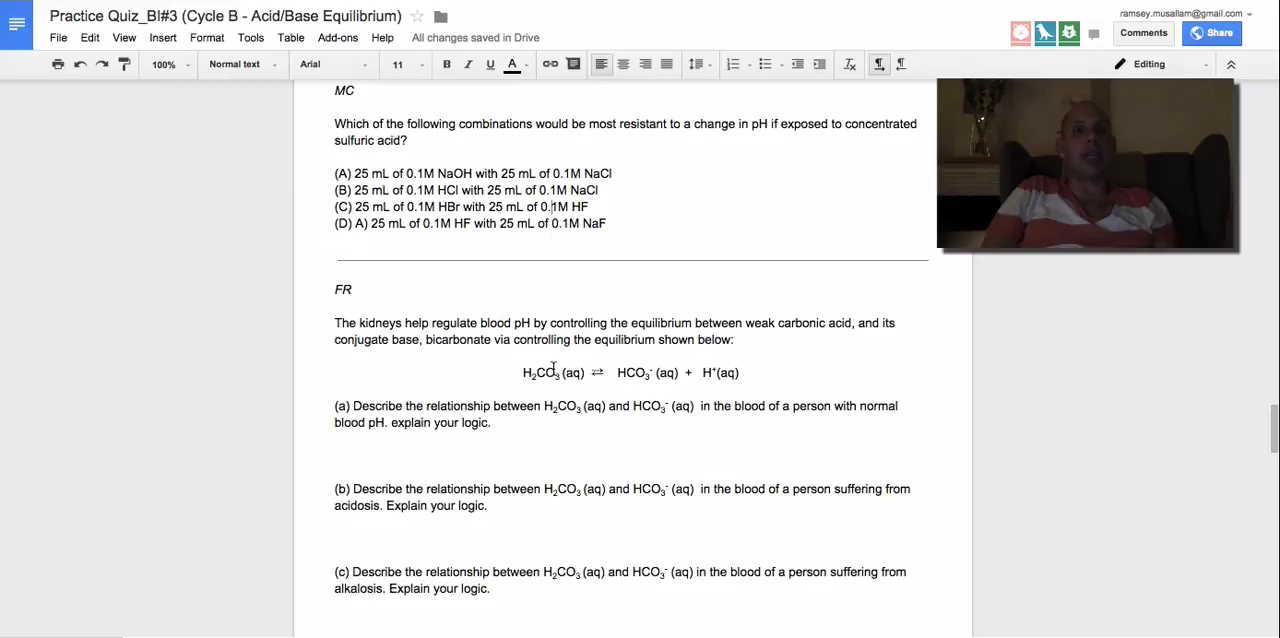 Practice Quiz_BI#3 (Cycle B - Acid/Base Equilibrium)
ramsey.musallam@gmail.com
File Edit View Insert Format Tools Table Add-ons Help All changes saved in Drive
Comments Share
100% Normal text Arial 11 B I U A Editing
MC
Which of the following combinations would be most resistant to a change in pH if exposed to concentrated
sulfuric acid?
(A) 25 mL of 0.1M NaOH with 25 mL of 0.1M NaCl
(B) 25 mL of 0.1M HCl with 25 mL of 0.1M NaCl
(C) 25 mL of 0.1M HBr with 25 mL of 0.1M HF
(D) A) 25 mL of 0.1M HF with 25 mL of 0.1M NaF
FR
The kidneys help regulate blood pH by controlling the equilibrium between weak carbonic acid, and its
conjugate base, bicarbonate via controlling the equilibrium shown below:
H₂CO₃ (aq) ⇄ HCO₃⁻ (aq) + H⁺(aq)
(a) Describe the relationship between H₂CO₃ (aq) and HCO₃⁻ (aq) in the blood of a person with normal
blood pH. explain your logic.
(b) Describe the relationship between H₂CO₃ (aq) and HCO₃⁻ (aq) in the blood of a person suffering from
acidosis. Explain your logic.
(c) Describe the relationship between H₂CO₃ (aq) and HCO₃⁻ (aq) in the blood of a person suffering from
alkalosis. Explain your logic.